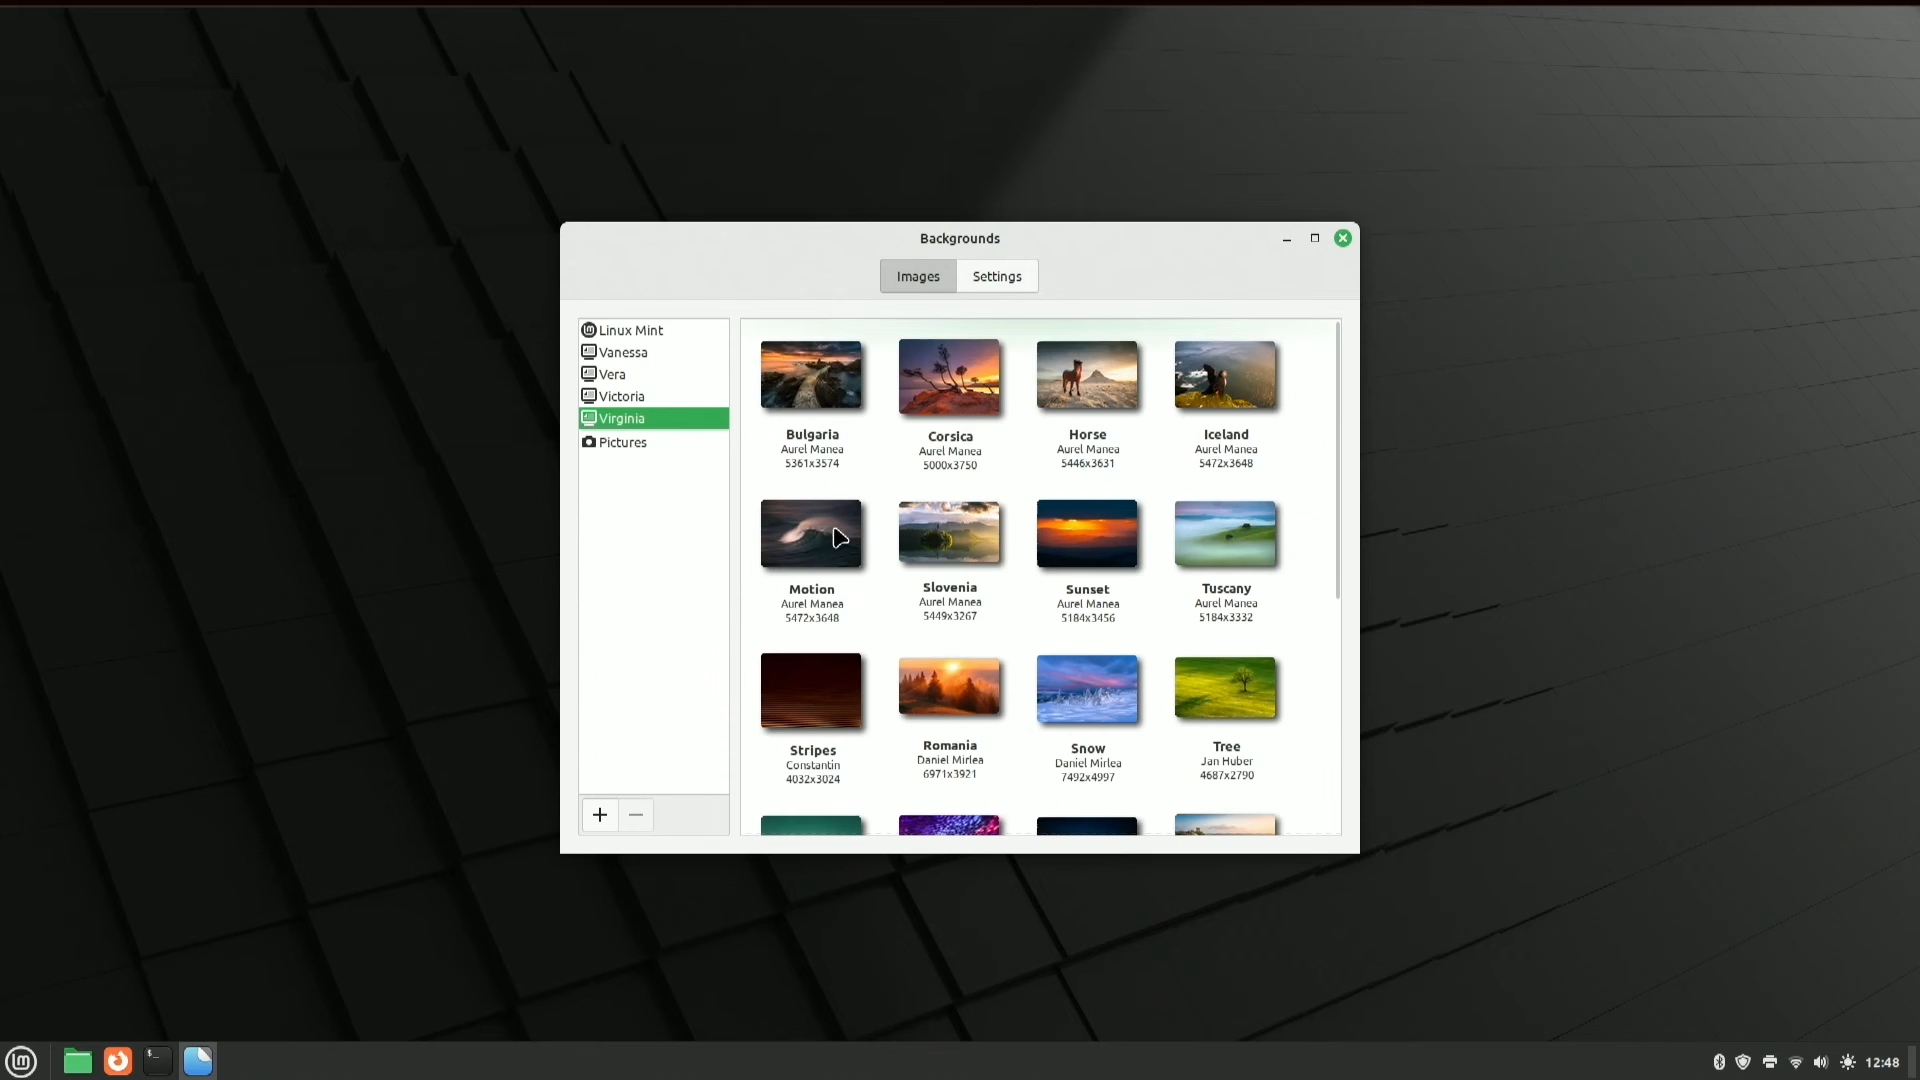 Backgrounds
Images
Settings
Linux Mint
Vanessa
Vera
Victoria
Virginia
Pictures
Bulgaria
Aurel Manea
5361x3574
Corsica
Aurel Manea
5000x3750
Horse
Aurel Manea
5446x3631
Iceland
Aurel Manea
5472x3648
Motion
Aurel Manea
5472x3648
Slovenia
Aurel Manea
5449x3267
Sunset
Aurel Manea
5184x3456
Tuscany
Aurel Manea
5184x3332
Stripes
Constantin
4032x3024
Romania
Daniel Mirlea
6971x3921
Snow
Daniel Mirlea
7492x4997
Tree
Jan Huber
4687x2790
12:48